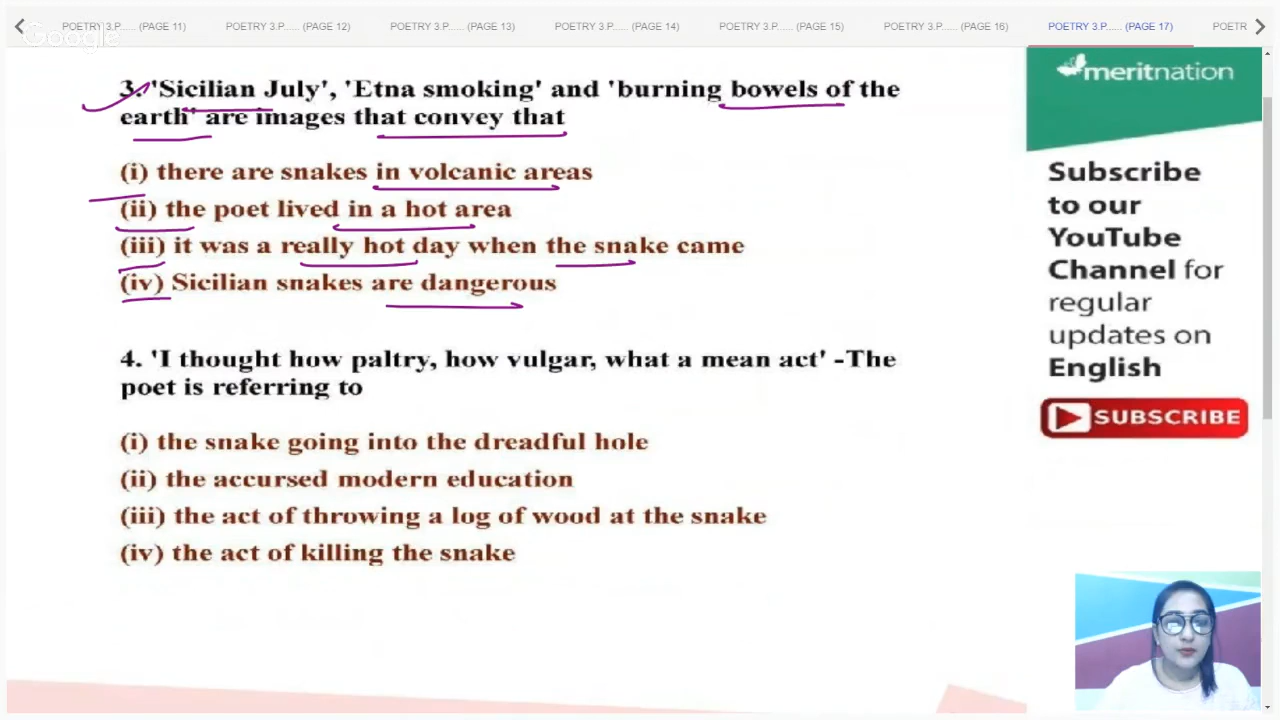 POETRY 3.P...... (PAGE 11) POETRY 3.P...... (PAGE 12) POETRY 3.P...... (PAGE 13) POETRY 3.P...... (PAGE 14) POETRY 3.P...... (PAGE 15) POETRY 3.P...... (PAGE 16) POETRY 3.P...... (PAGE 17) POETR
Google
3. 'Sicilian July', 'Etna smoking' and 'burning bowels of the
earth' are images that convey that
(i) there are snakes in volcanic areas
(ii) the poet lived in a hot area
(iii) it was a really hot day when the snake came
(iv) Sicilian snakes are dangerous
4. 'I thought how paltry, how vulgar, what a mean act' -The
poet is referring to
(i) the snake going into the dreadful hole
(ii) the accursed modern education
(iii) the act of throwing a log of wood at the snake
(iv) the act of killing the snake
meritnation
Subscribe
to our
YouTube
Channel for
regular
updates on
English
SUBSCRIBE